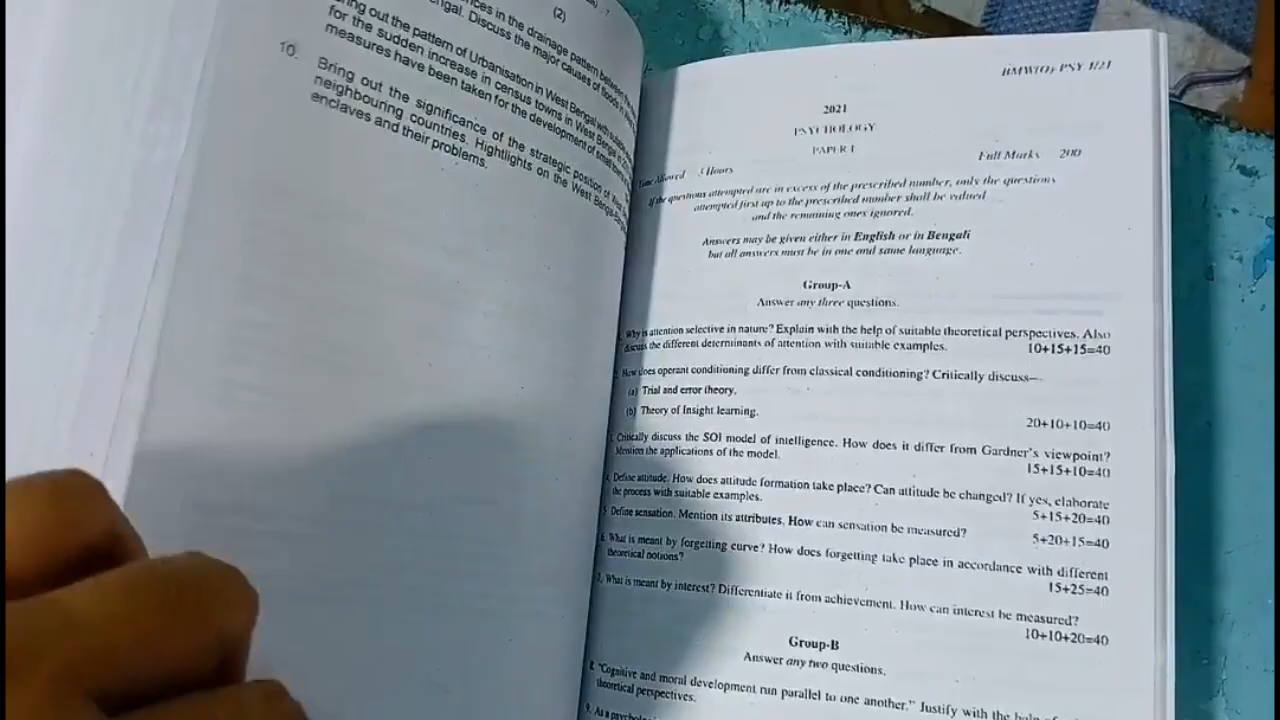 (2)
ces in the drainage pattern between the
ngal. Discuss the major causes of floods in
ring out the pattern of Urbanisation in West Bengal with
for the sudden increase in census towns in West Bengal in
measures have been taken for the development of small
10. Bring out the significance of the strategic position of West
neighbouring countries. Hightlights on the West Bengal-
enclaves and their problems.
PSY 1/21
2021
PSYCHOLOGY
PAPER I
Time Allowed 3 Hours Full Marks 200
If the questions attempted are in excess of the prescribed number, only the questions
attempted first up to the prescribed number shall be valued
and the remaining ones ignored.
Answers may be given either in English or in Bengali
but all answers must be in one and same language.
Group-A
Answer any three questions.
Why is attention selective in nature? Explain with the help of suitable theoretical perspectives. Also
discuss the different determinants of attention with suitable examples. 10+15+15=40
How does operant conditioning differ from classical conditioning? Critically discuss—
(a) Trial and error theory.
(b) Theory of Insight learning. 20+10+10=40
Critically discuss the SOI model of intelligence. How does it differ from Gardner's viewpoint?
Mention the applications of the model. 15+15+10=40
4. Define attitude. How does attitude formation take place? Can attitude be changed? If yes, elaborate
the process with suitable examples. 5+15+20=40
5. Define sensation. Mention its attributes. How can sensation be measured? 5+20+15=40
6. What is meant by forgetting curve? How does forgetting take place in accordance with different
theoretical notions? 15+25=40
7. What is meant by interest? Differentiate it from achievement. How can interest be measured?
10+10+20=40
Group-B
Answer any two questions.
8. "Cognitive and moral development run parallel to one another." Justify with the help of
theoretical perspectives.
9. As a